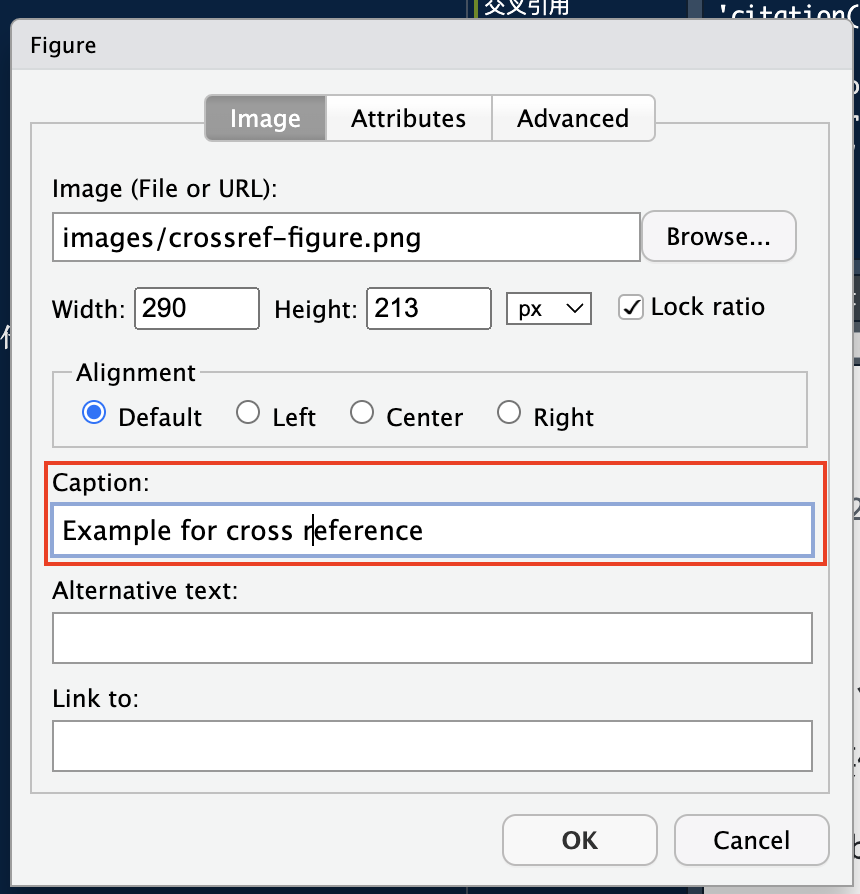 交叉引用
'citation
Figure
Image Attributes Advanced
Image (File or URL):
images/crossref-figure.png Browse...
Width: 290 Height: 213 px Lock ratio
Alignment
Default Left Center Right
Caption:
Example for cross reference
Alternative text:
Link to:
OK Cancel